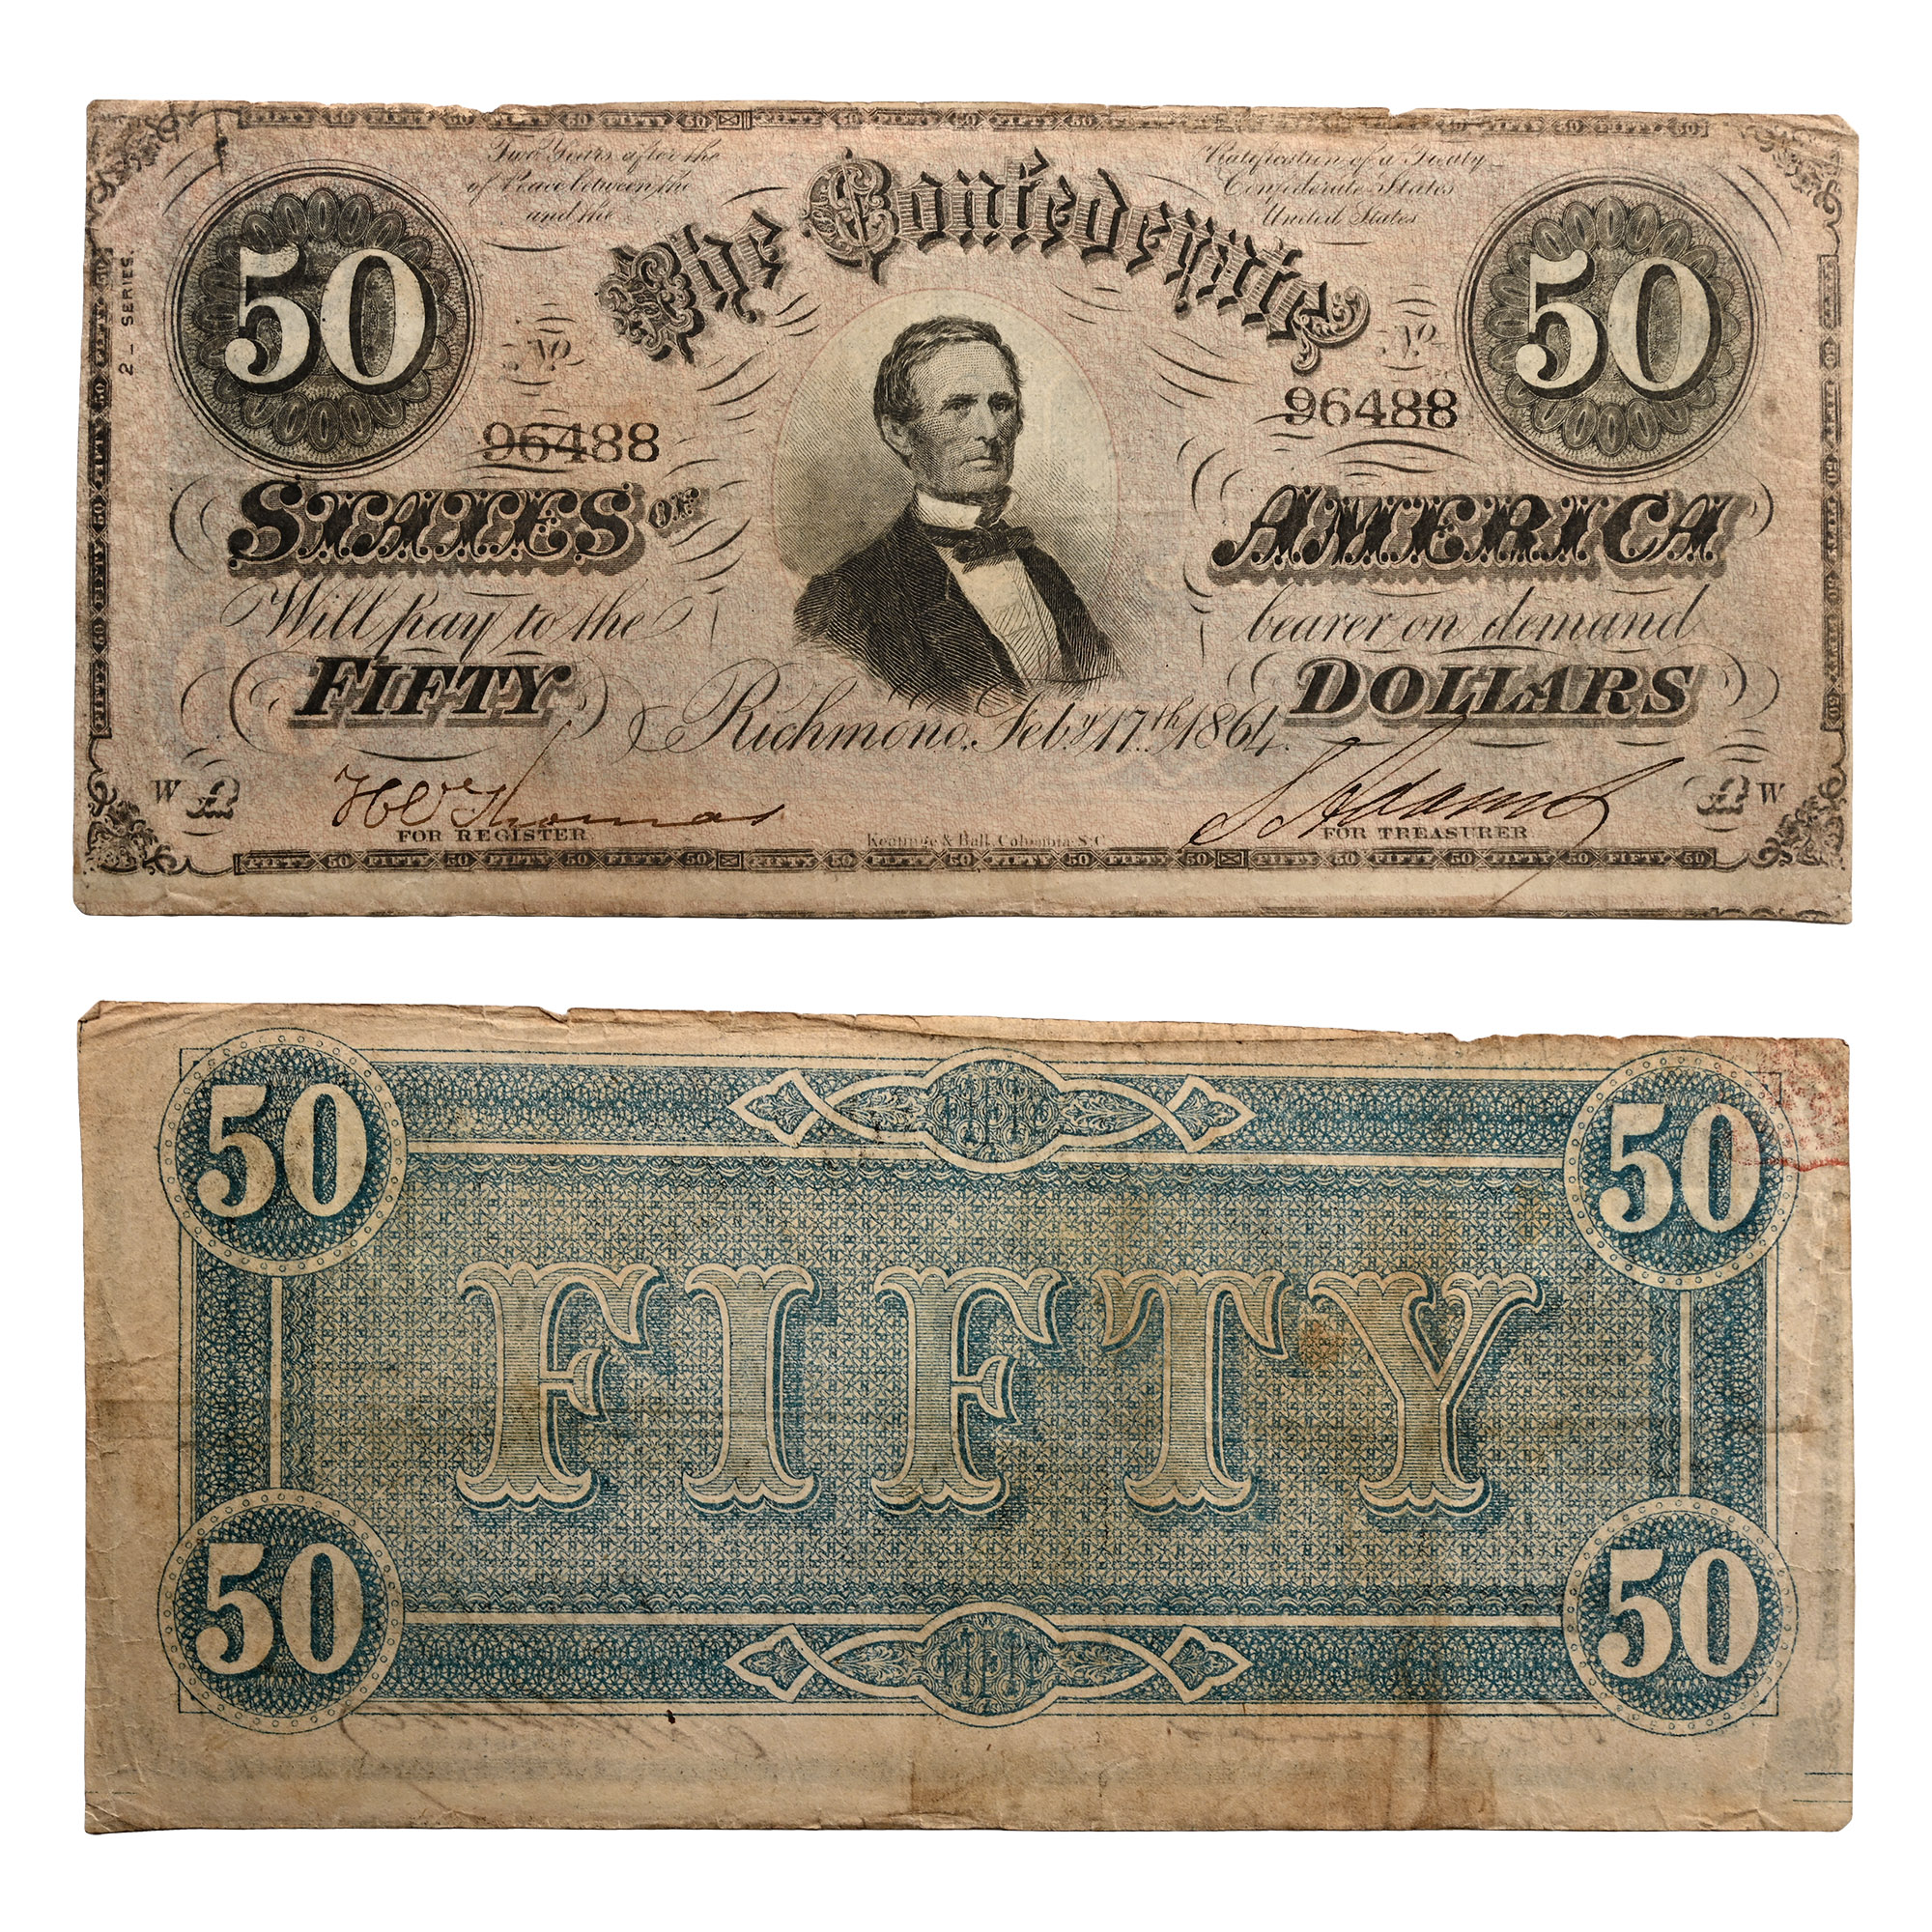 Two Years after the
Ratification of a Treaty
of Peace between the
Confederate States
and the
United States
The Confederate
50
50
2 - SERIES.
No
No
96488
96488
STATES OF
AMERICA
Will pay to the
bearer on demand
FIFTY
DOLLARS
Richmond, Feby 17th 1864.
W D
D W
FOR REGISTER
Keatinge & Ball, Columbia S.C.
FOR TREASURER
50
50
FIFTY
50
50